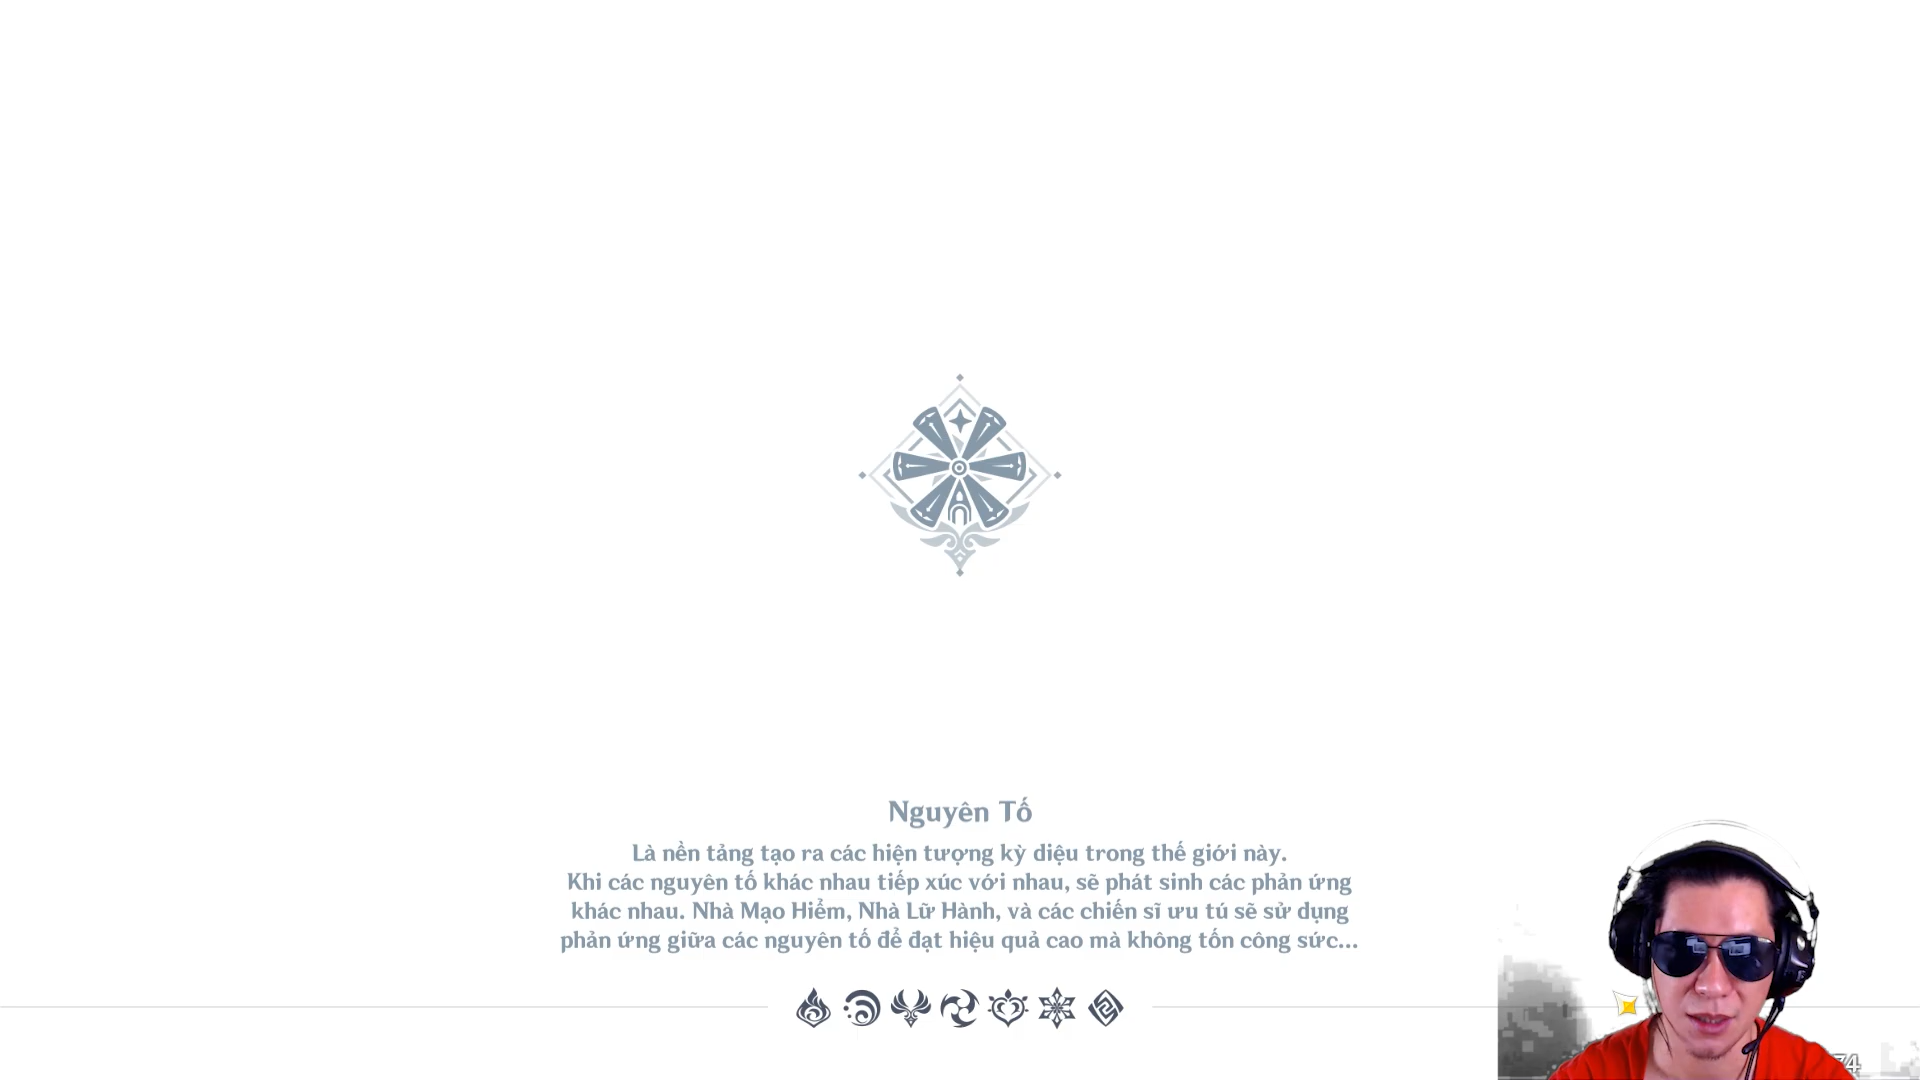 Nguyên Tố
Là nền tảng tạo ra các hiện tượng kỳ diệu trong thế giới này.
Khi các nguyên tố khác nhau tiếp xúc với nhau, sẽ phát sinh các phản ứng
khác nhau. Nhà Mạo Hiểm, Nhà Lữ Hành, và các chiến sĩ ưu tú sẽ sử dụng
phản ứng giữa các nguyên tố để đạt hiệu quả cao mà không tốn công sức...